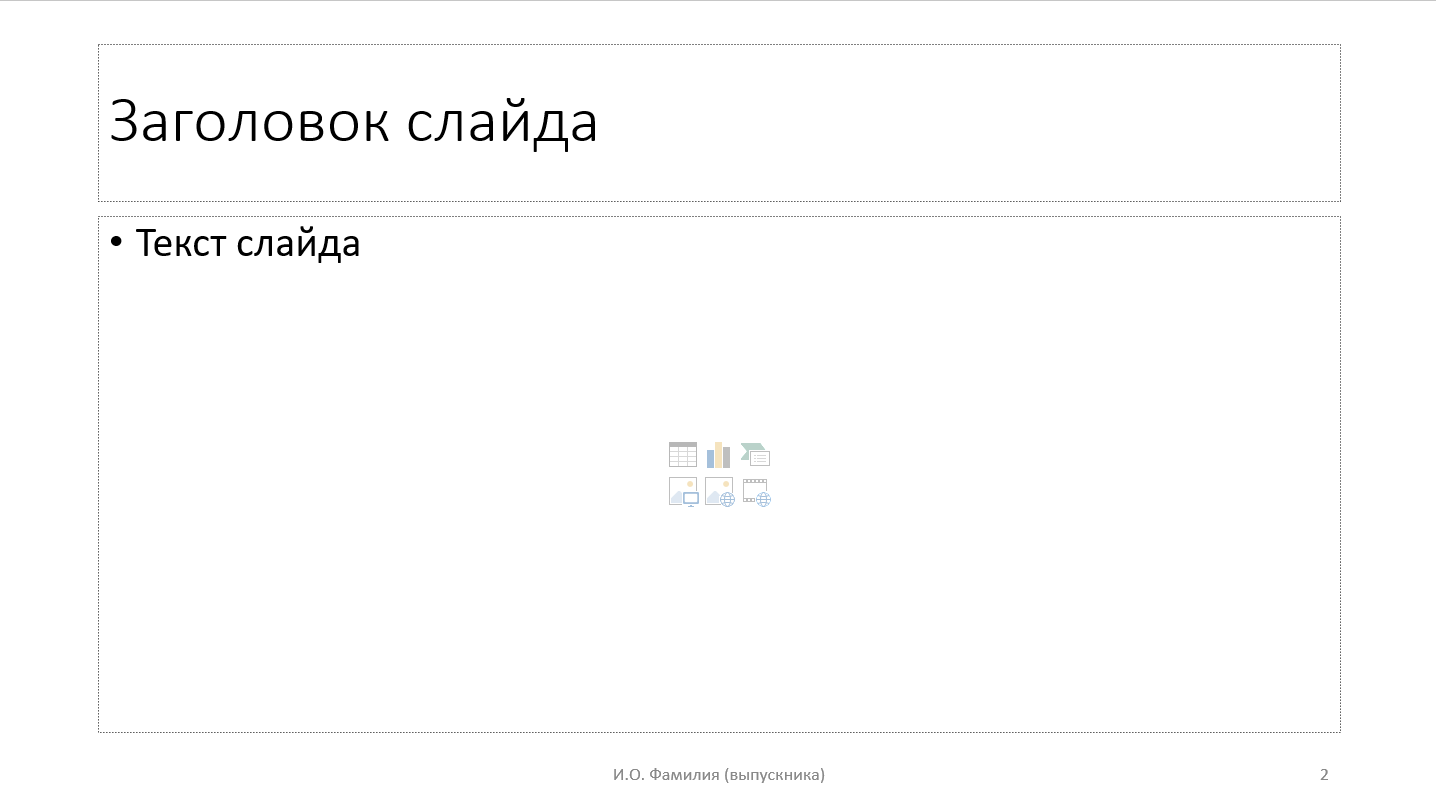 Заголовок слайда
• Текст слайда
И.О. Фамилия (выпускника)
2